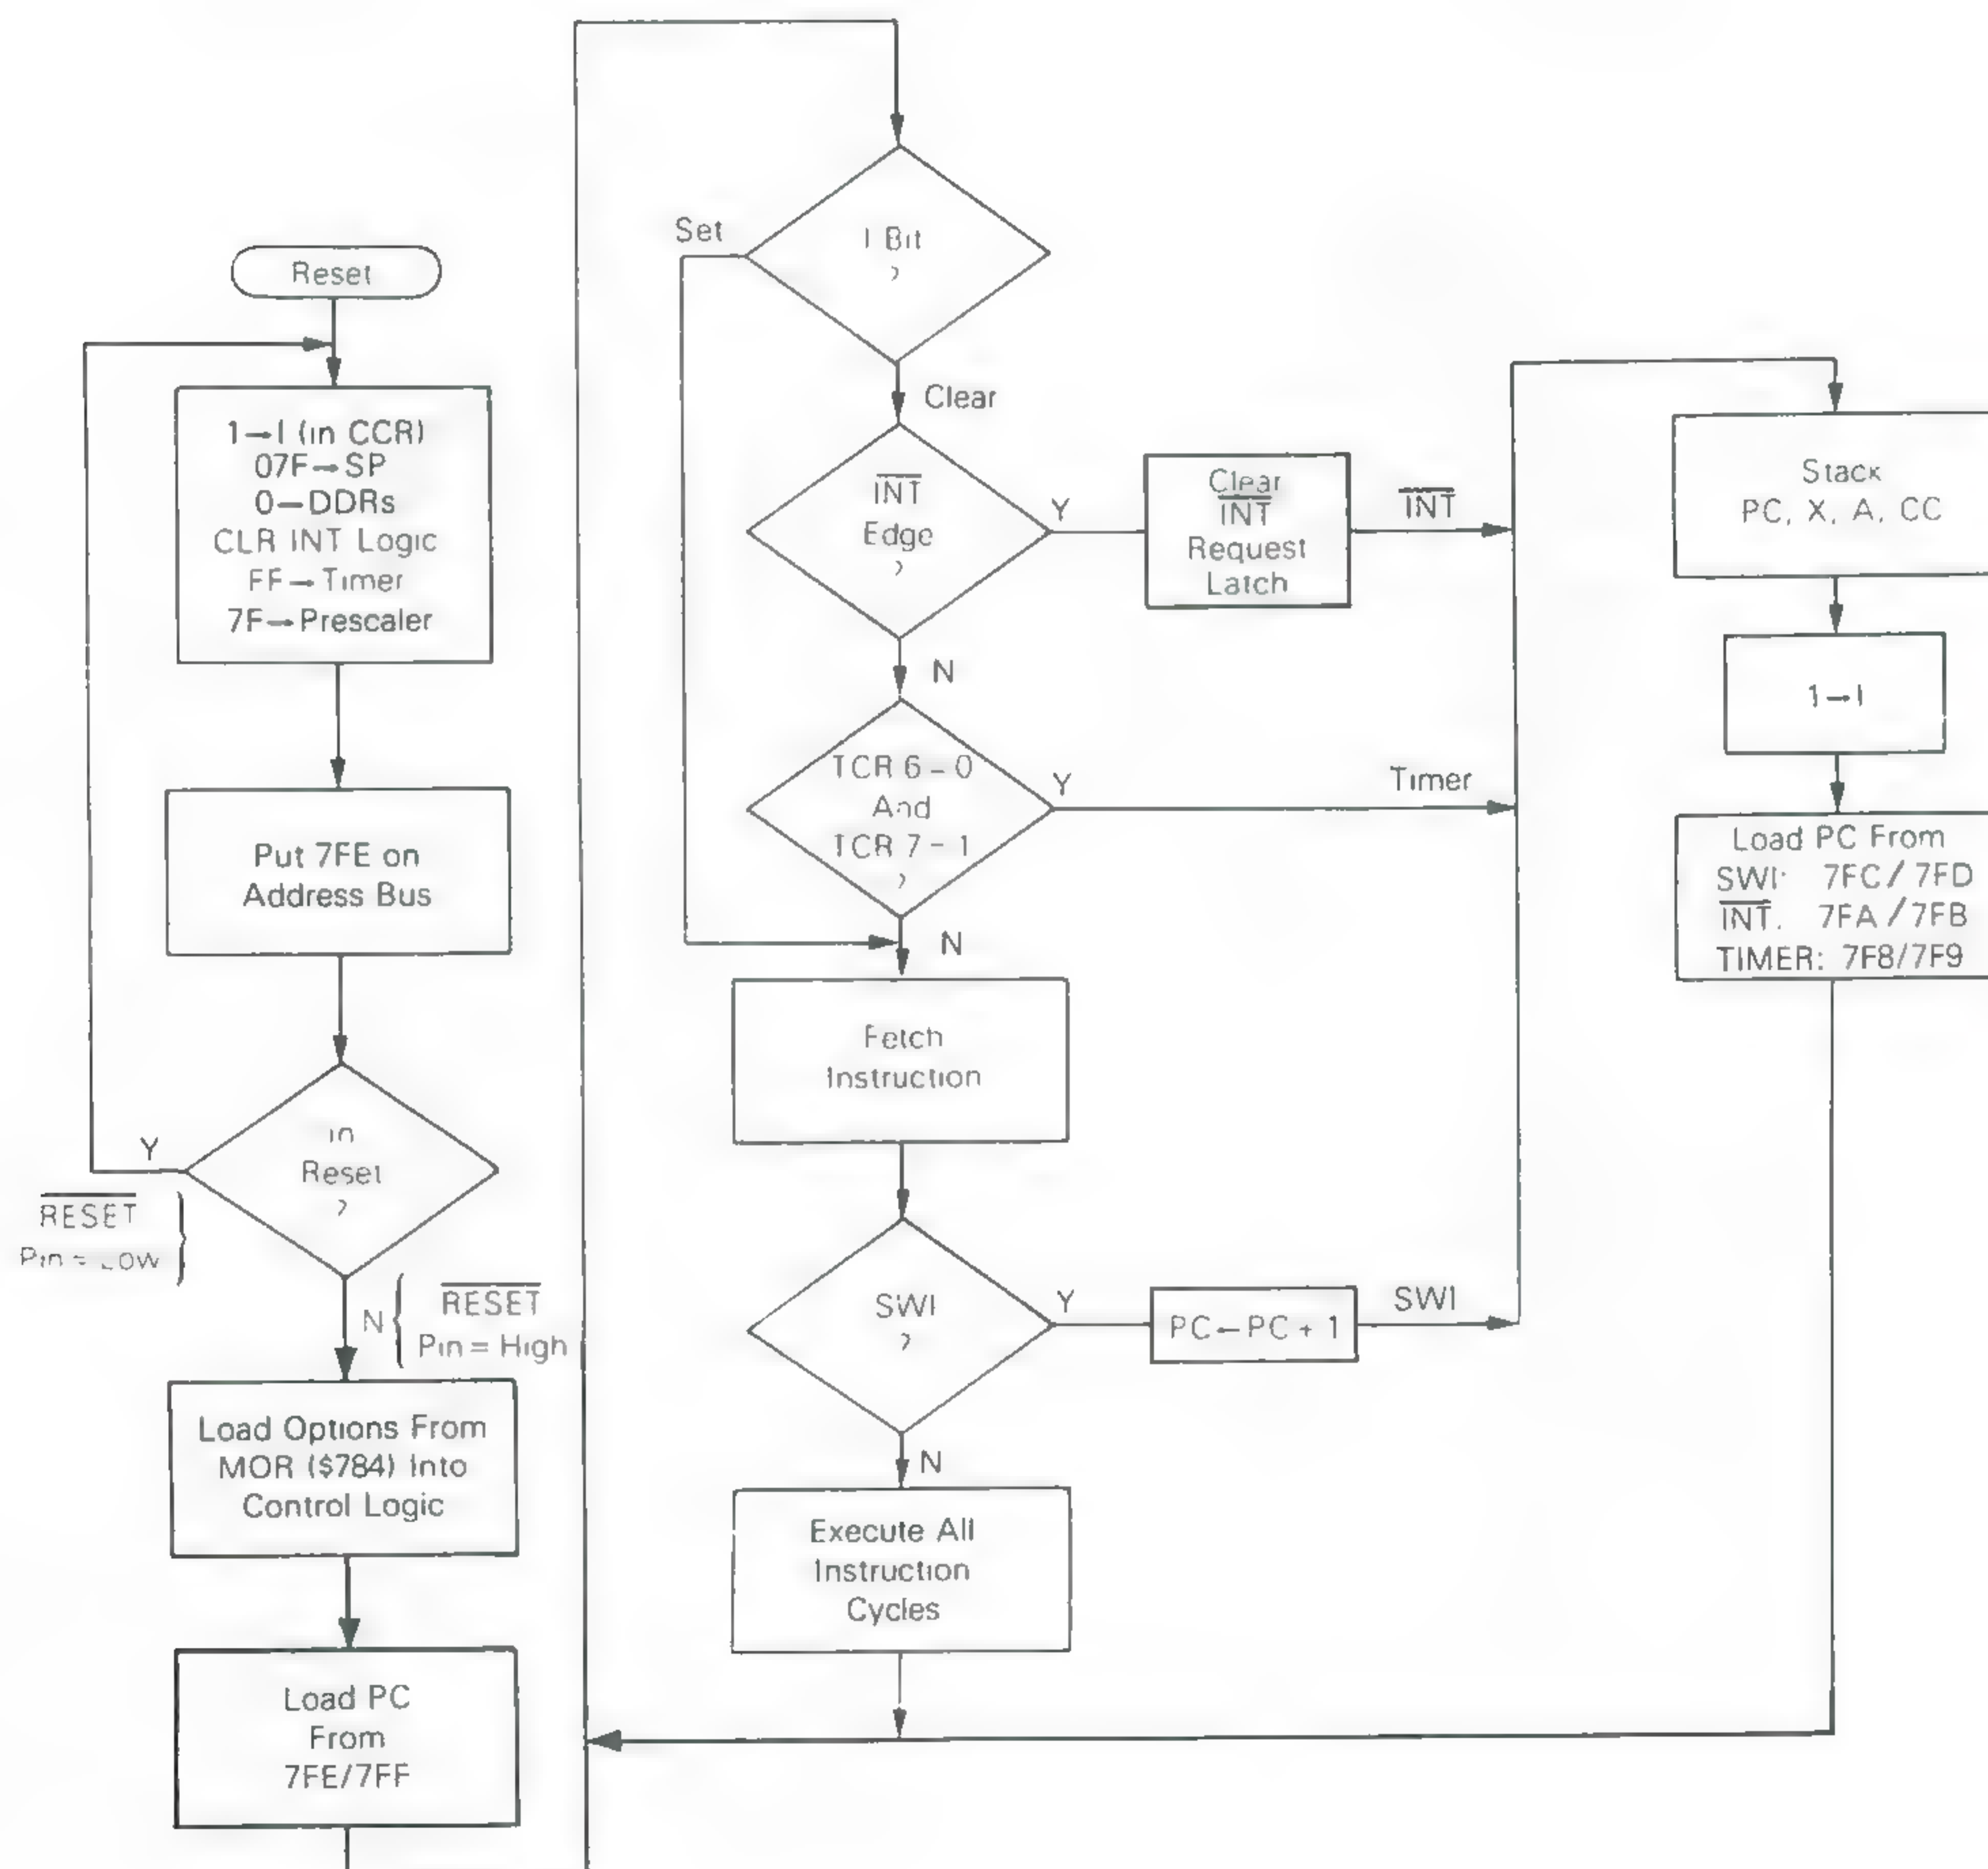 Reset
1→I (in CCR)
07F→SP
0→DDRs
CLR INT Logic
FF→Timer
7F→Prescaler
Put 7FE on
Address Bus
In
Reset
?
Y
RESET
Pin = Low
N
RESET
Pin = High
Load Options From
MOR ($784) Into
Control Logic
Load PC
From
7FE/7FF
I Bit
?
Set
Clear
INT
Edge
?
Y
N
Clear
INT
Request
Latch
INT
TCR 6 = 0
And
TCR 7 = 1
?
Y
Timer
N
Fetch
Instruction
SWI
?
Y
PC←PC + 1
SWI
N
Execute All
Instruction
Cycles
Stack
PC, X, A, CC
1→I
Load PC From
SWI: 7FC/7FD
INT: 7FA/7FB
TIMER: 7F8/7F9